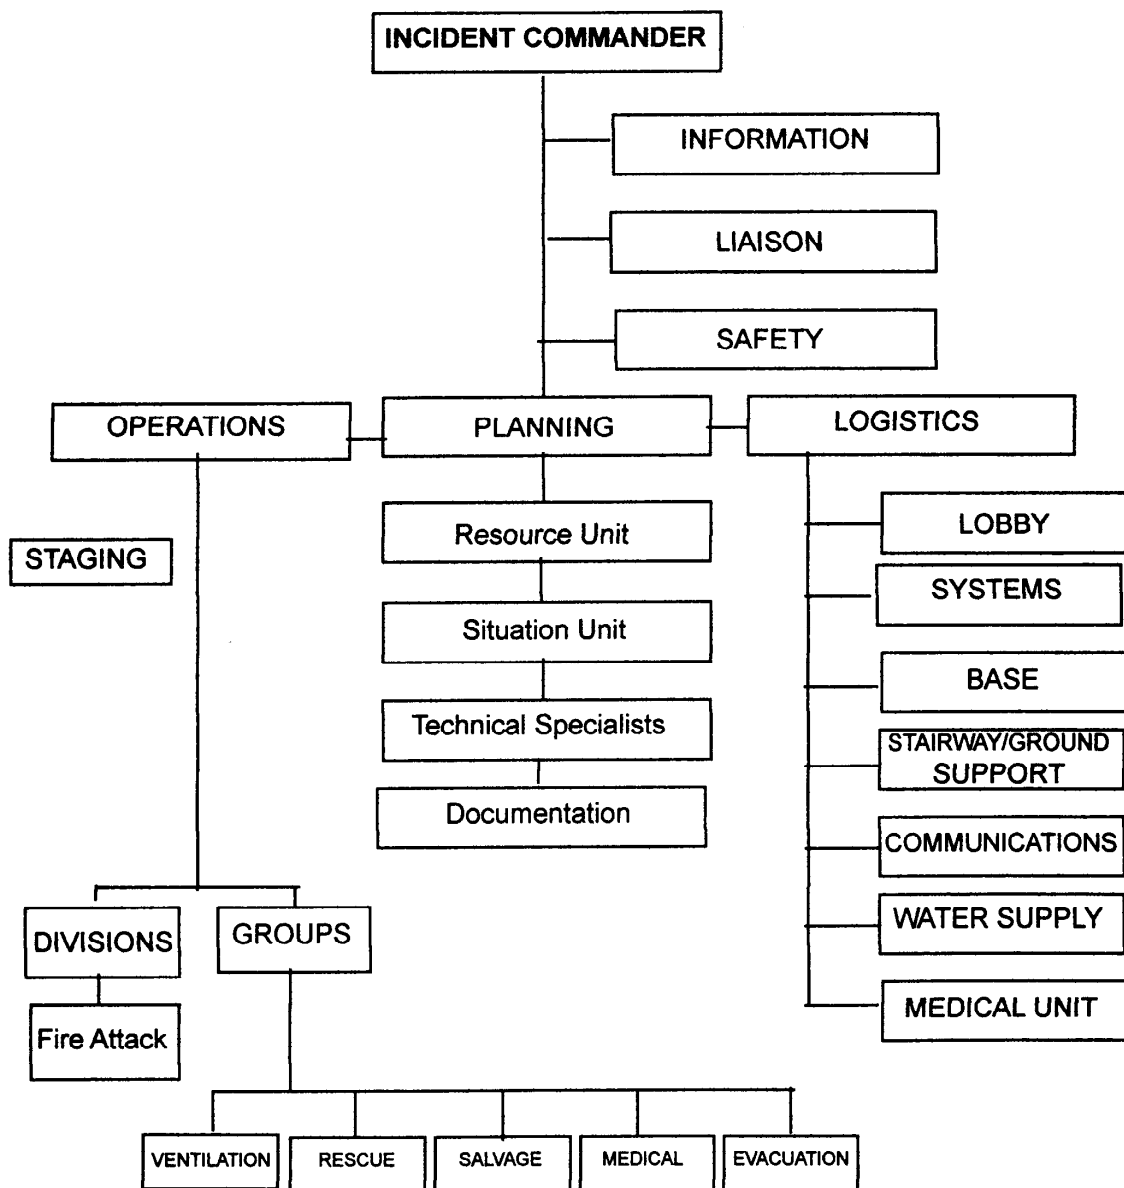 INCIDENT COMMANDER
INFORMATION
LIAISON
SAFETY
OPERATIONS
PLANNING
LOGISTICS
STAGING
Resource Unit
Situation Unit
Technical Specialists
Documentation
LOBBY
SYSTEMS
BASE
STAIRWAY/GROUND
SUPPORT
COMMUNICATIONS
WATER SUPPLY
MEDICAL UNIT
DIVISIONS
GROUPS
Fire Attack
VENTILATION
RESCUE
SALVAGE
MEDICAL
EVACUATION